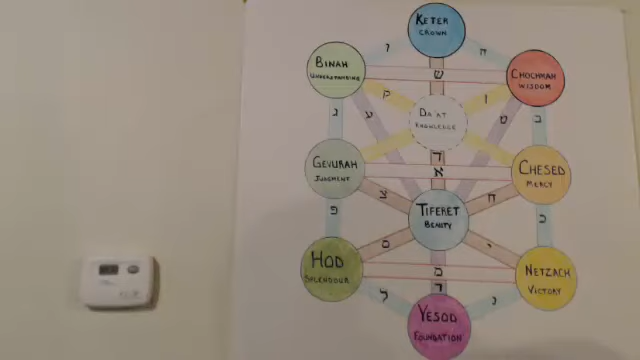 KETER
CROWN
BINAH
UNDERSTANDING
ש
CHOCHMAH
WISDOM
ק
DA'AT
KNOWLEDGE
ע
GEVURAH
JUDGMENT
א
CHESED
MERCY
פ
צ
TIFERET
BEAUTY
ח
HOD
SPLENDOUR
מ
NETZACH
VICTORY
ל
YESOD
FOUNDATION